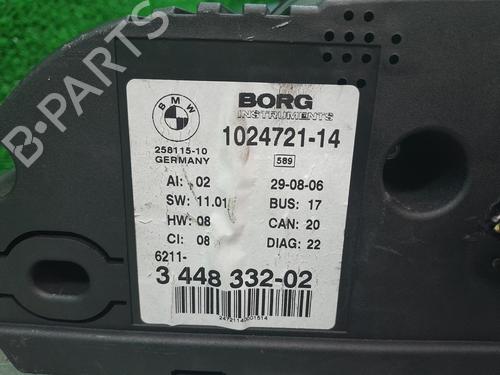 BMW
BORG
INSTRUMENTS
1024721-14
258115-10
GERMANY
589
AI: 02
29-08-06
SW: 11.01
BUS: 17
HW: 08
CAN: 20
CI: 08
DIAG: 22
6211-
3 448 332-02
24721140001514